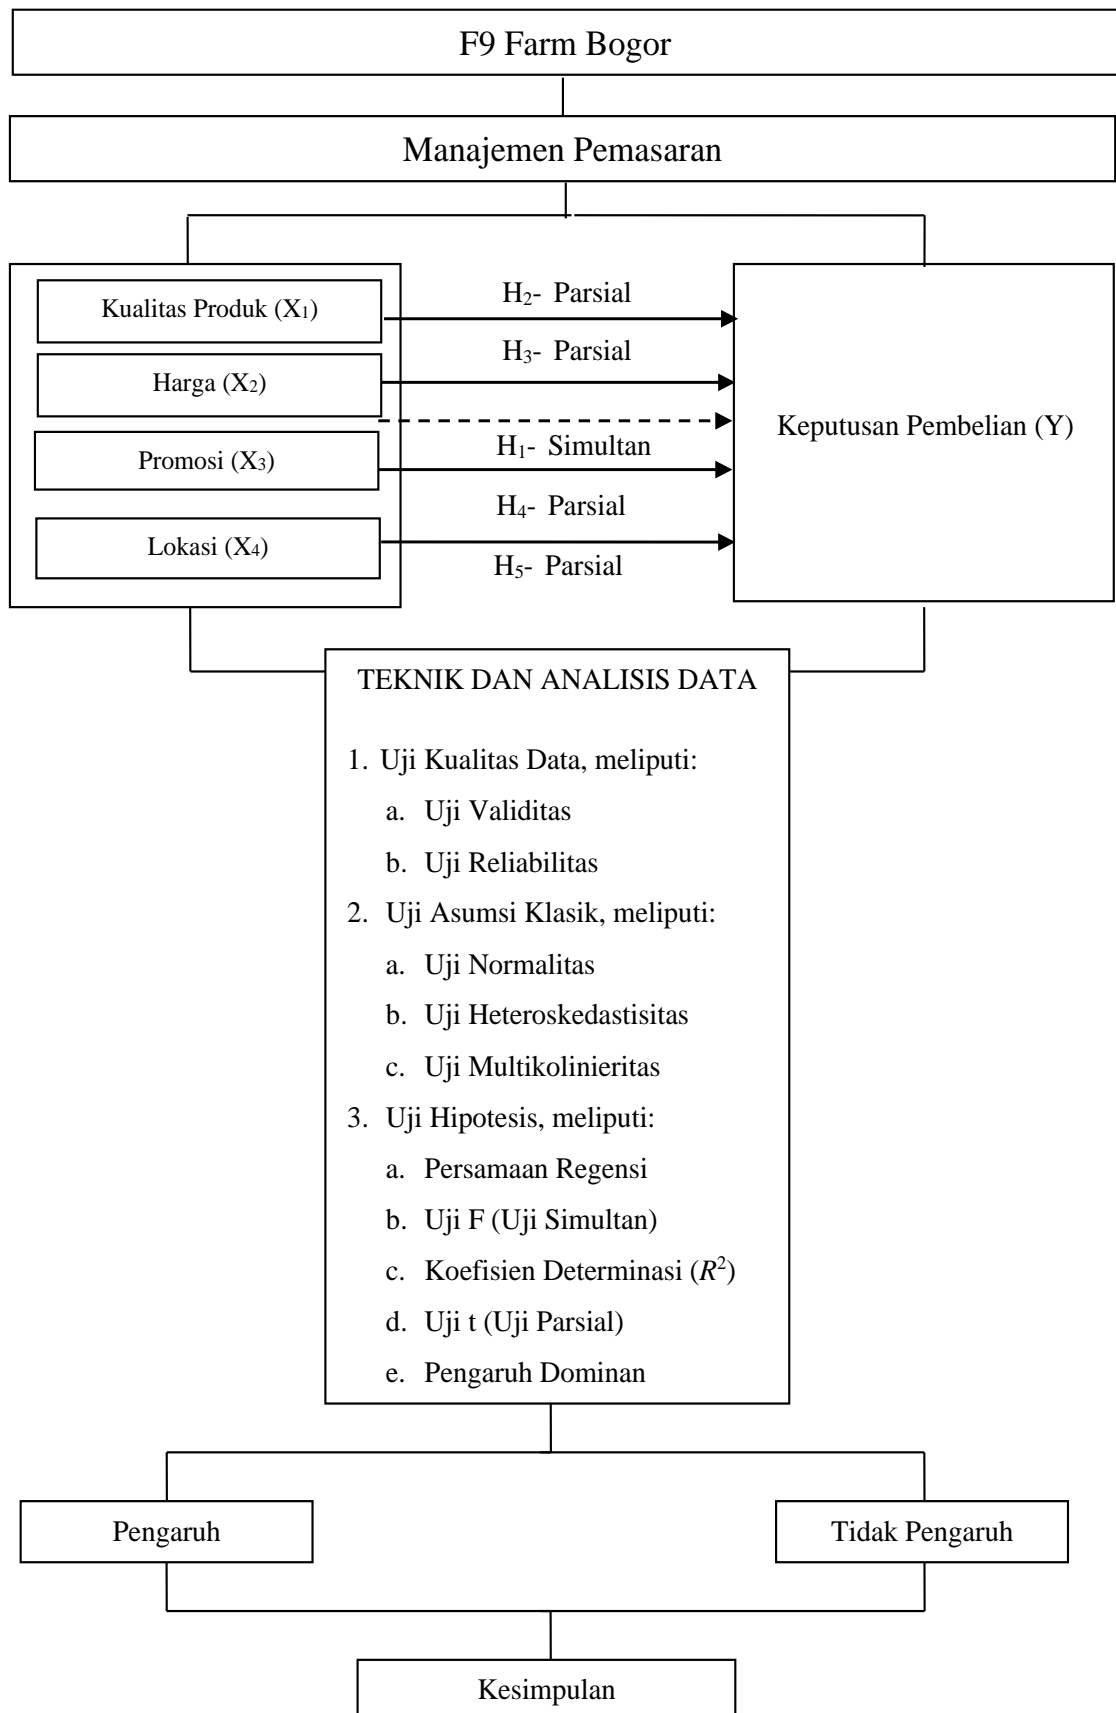 F9 Farm Bogor
Manajemen Pemasaran
Kualitas Produk (X₁)
Harga (X₂)
Promosi (X₃)
Lokasi (X₄)
H₂- Parsial
H₃- Parsial
H₁- Simultan
H₄- Parsial
H₅- Parsial
Keputusan Pembelian (Y)
TEKNIK DAN ANALISIS DATA
1. Uji Kualitas Data, meliputi:
a. Uji Validitas
b. Uji Reliabilitas
2. Uji Asumsi Klasik, meliputi:
a. Uji Normalitas
b. Uji Heteroskedastisitas
c. Uji Multikolinieritas
3. Uji Hipotesis, meliputi:
a. Persamaan Regensi
b. Uji F (Uji Simultan)
c. Koefisien Determinasi (R²)
d. Uji t (Uji Parsial)
e. Pengaruh Dominan
Pengaruh
Tidak Pengaruh
Kesimpulan